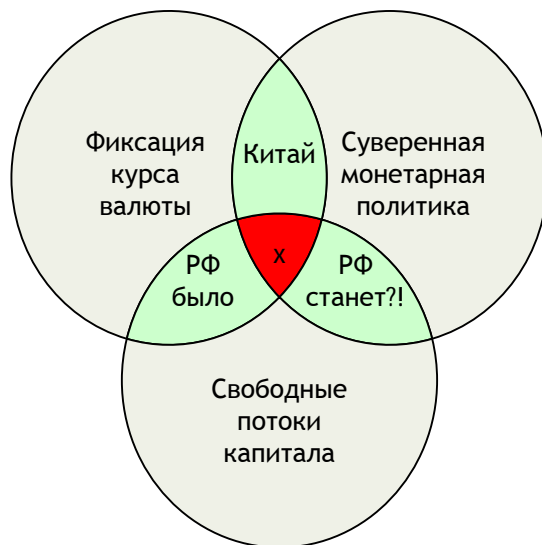 Фиксация
курса
валюты
Китай
Суверенная
монетарная
политика
РФ
было
х
РФ
станет?!
Свободные
потоки
капитала